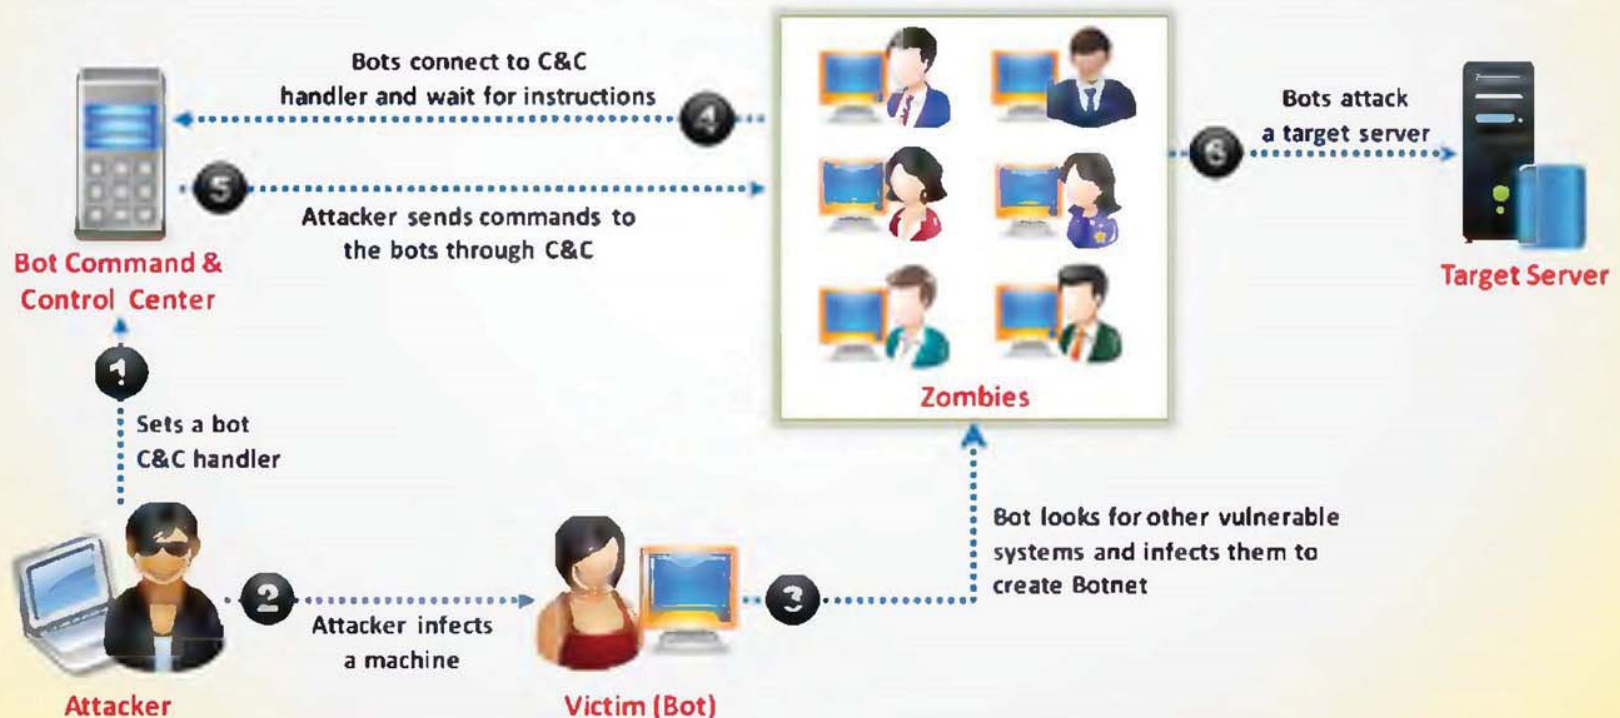 Bots connect to C&C
handler and wait for instructions
4
5
Attacker sends commands to
the bots through C&C
Bot Command &
Control Center
1
Sets a bot
C&C handler
Attacker
2
Attacker infects
a machine
Victim (Bot)
3
Bot looks for other vulnerable
systems and infects them to
create Botnet
Zombies
6
Bots attack
a target server
Target Server